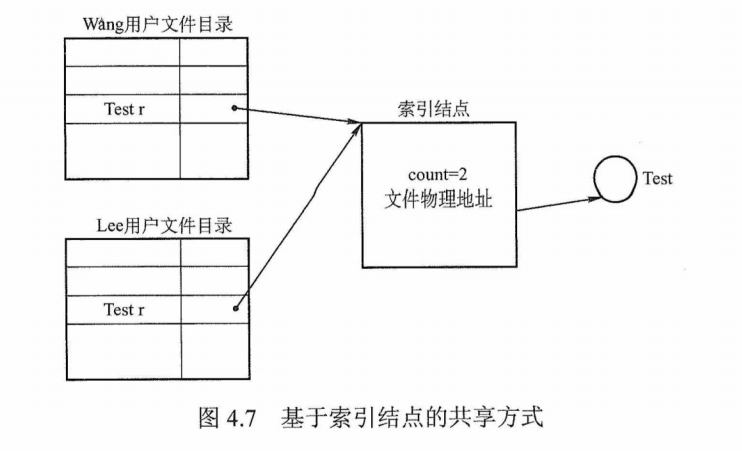 Wang用户文件目录
Test r
索引结点
count=2
文件物理地址
Test
Lee用户文件目录
Test r
图 4.7 基于索引结点的共享方式